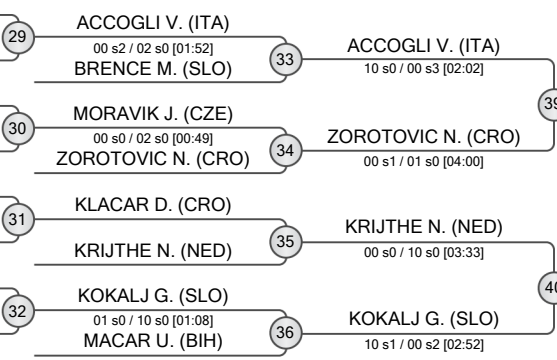 29
ACCOGLI V. (ITA)
00 s2 / 02 s0 [01:52]
BRENCE M. (SLO)
33
ACCOGLI V. (ITA)
10 s0 / 00 s3 [02:02]
39
30
MORAVIK J. (CZE)
00 s0 / 02 s0 [00:49]
ZOROTOVIC N. (CRO)
34
ZOROTOVIC N. (CRO)
00 s1 / 01 s0 [04:00]
31
KLACAR D. (CRO)
KRIJTHE N. (NED)
35
KRIJTHE N. (NED)
00 s0 / 10 s0 [03:33]
40
32
KOKALJ G. (SLO)
01 s0 / 10 s0 [01:08]
MACAR U. (BIH)
36
KOKALJ G. (SLO)
10 s1 / 00 s2 [02:52]